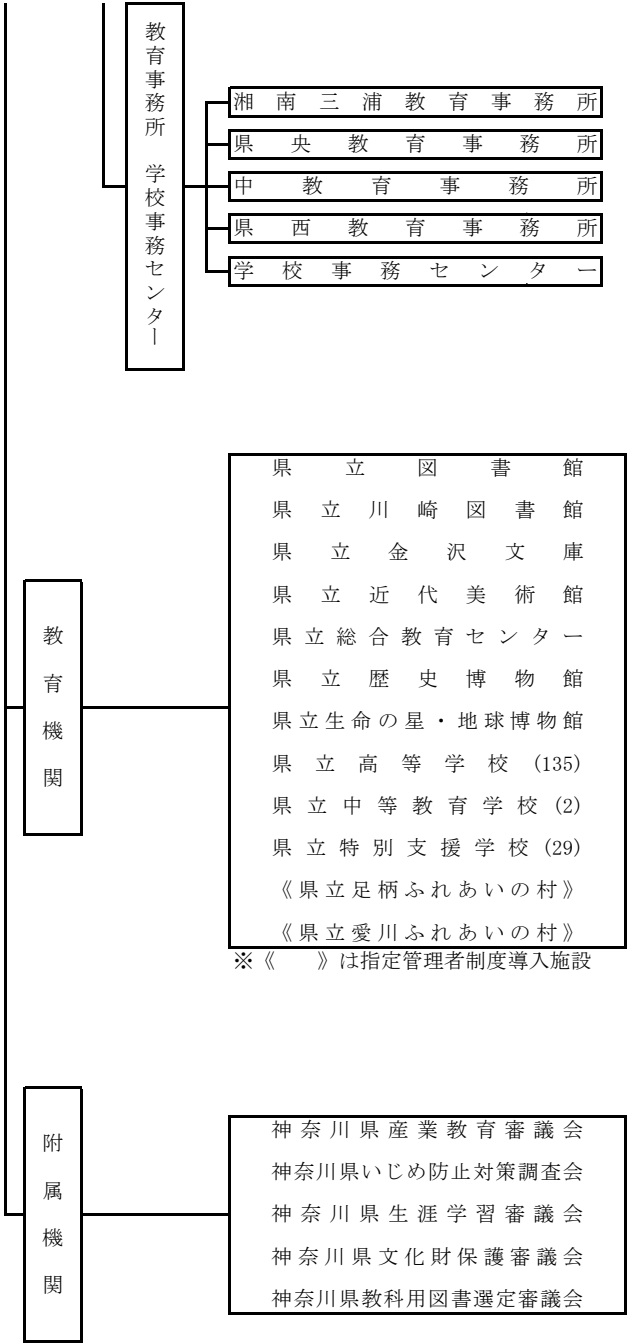 教育事務所　学校事務センター
湘南三浦教育事務所
県央教育事務所
中教育事務所
県西教育事務所
学校事務センター
教育機関
県立図書館
県立川崎図書館
県立金沢文庫
県立近代美術館
県立総合教育センター
県立歴史博物館
県立生命の星・地球博物館
県立高等学校(135)
県立中等教育学校(2)
県立特別支援学校(29)
《県立足柄ふれあいの村》
《県立愛川ふれあいの村》
※《　　》は指定管理者制度導入施設
附属機関
神奈川県産業教育審議会
神奈川県いじめ防止対策調査会
神奈川県生涯学習審議会
神奈川県文化財保護審議会
神奈川県教科用図書選定審議会